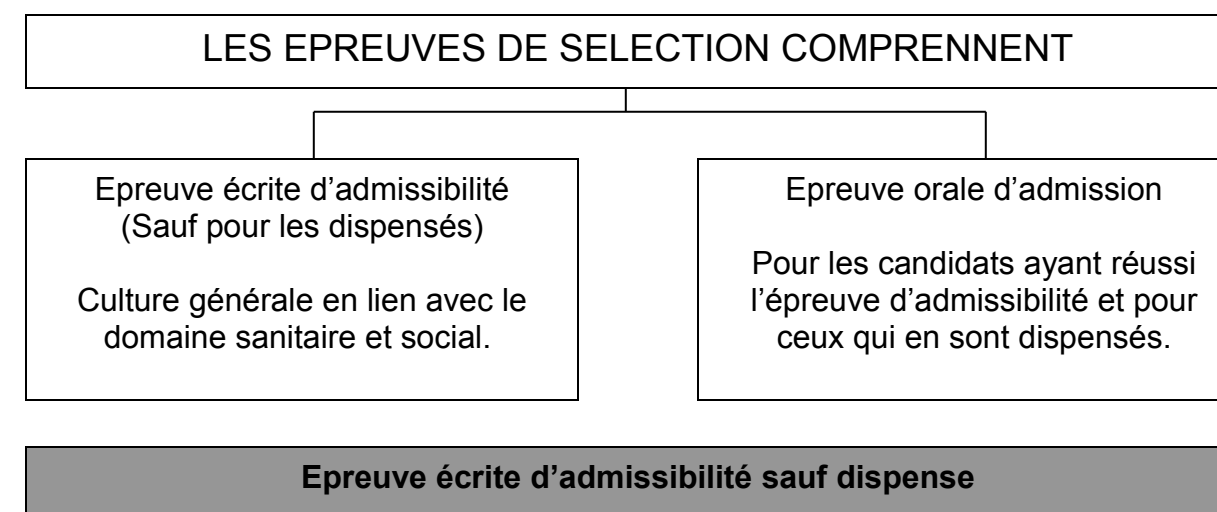 LES EPREUVES DE SELECTION COMPRENNENT
Epreuve écrite d’admissibilité
(Sauf pour les dispensés)
Culture générale en lien avec le
domaine sanitaire et social.
Epreuve orale d’admission
Pour les candidats ayant réussi
l’épreuve d’admissibilité et pour
ceux qui en sont dispensés.
Epreuve écrite d’admissibilité sauf dispense